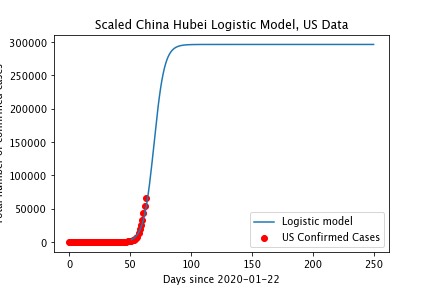 Scaled China Hubei Logistic Model, US Data
300000
250000
200000
150000
100000
50000
0
number of confirmed cases
0
50
100
150
200
250
Days since 2020-01-22
Logistic model
US Confirmed Cases